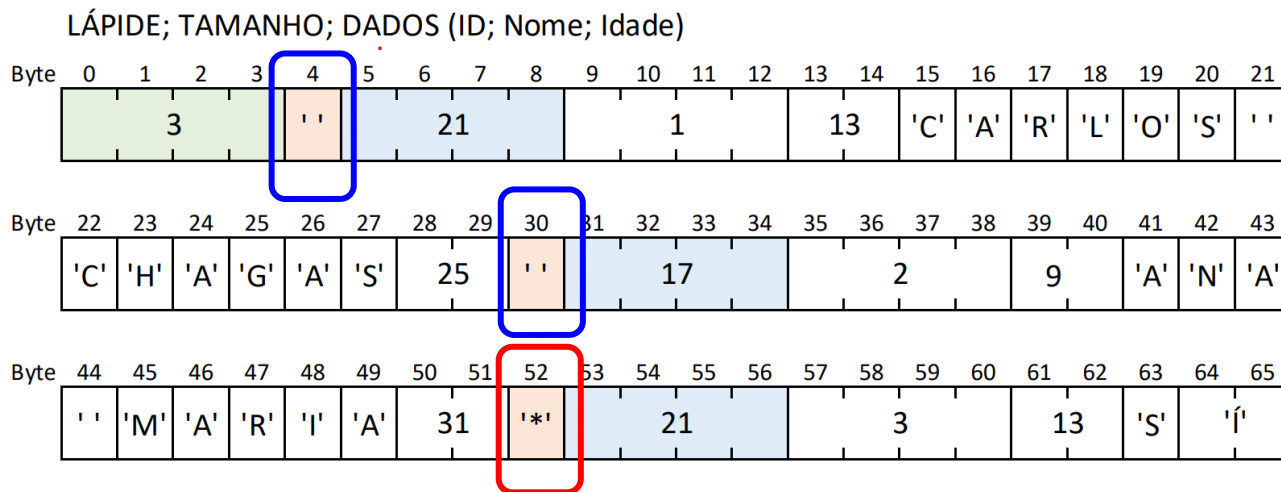 LÁPIDE; TAMANHO; DADOS (ID; Nome; Idade)
Byte 0 1 2 3 4 5 6 7 8 9 10 11 12 13 14 15 16 17 18 19 20 21
3 ' ' 21 1 13 'C' 'A' 'R' 'L' 'O' 'S' ' '
Byte 22 23 24 25 26 27 28 29 30 31 32 33 34 35 36 37 38 39 40 41 42 43
'C' 'H' 'A' 'G' 'A' 'S' 25 ' ' 17 2 9 'A' 'N' 'A'
Byte 44 45 46 47 48 49 50 51 52 53 54 55 56 57 58 59 60 61 62 63 64 65
' ' 'M' 'A' 'R' 'I' 'A' 31 '*' 21 3 13 'S' 'Í'